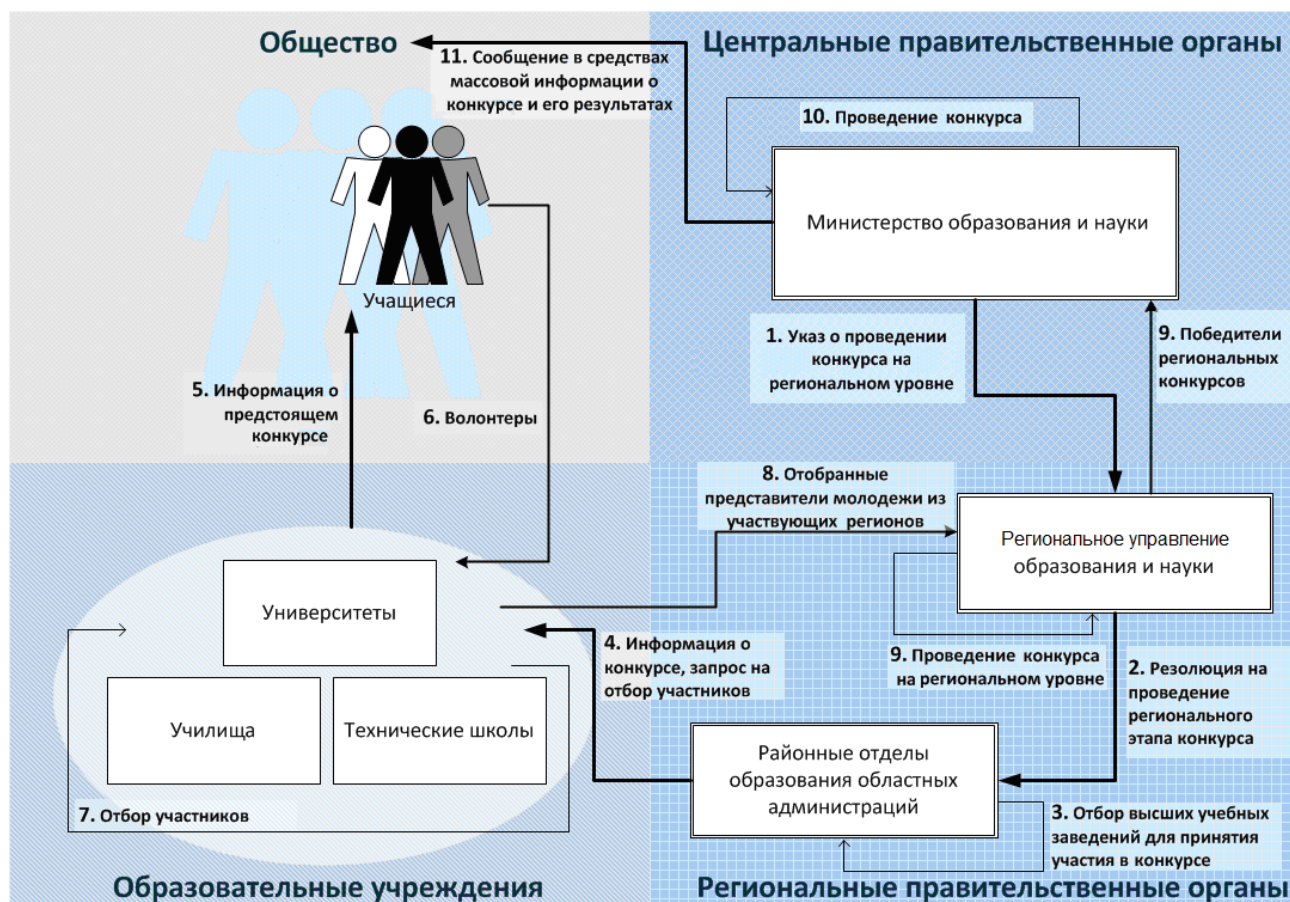 Общество
Центральные правительственные органы
11. Сообщение в средствах
массовой информации о
конкурсе и его результатах
10. Проведение конкурса
Министерство образования и науки
Учащиеся
1. Указ о проведении
конкурса на
региональном уровне
9. Победители
региональных
конкурсов
5. Информация о
предстоящем
конкурсе
6. Волонтеры
8. Отобранные
представители молодежи из
участвующих регионов
Региональное управление
образования и науки
Университеты
4. Информация о
конкурсе, запрос на
отбор участников
9. Проведение конкурса
на региональном уровне
2. Резолюция на
проведение
регионального
этапа конкурса
Училища
Технические школы
Районные отделы
образования областных
администраций
7. Отбор участников
3. Отбор высших учебных
заведений для принятия
участия в конкурсе
Образовательные учреждения
Региональные правительственные органы